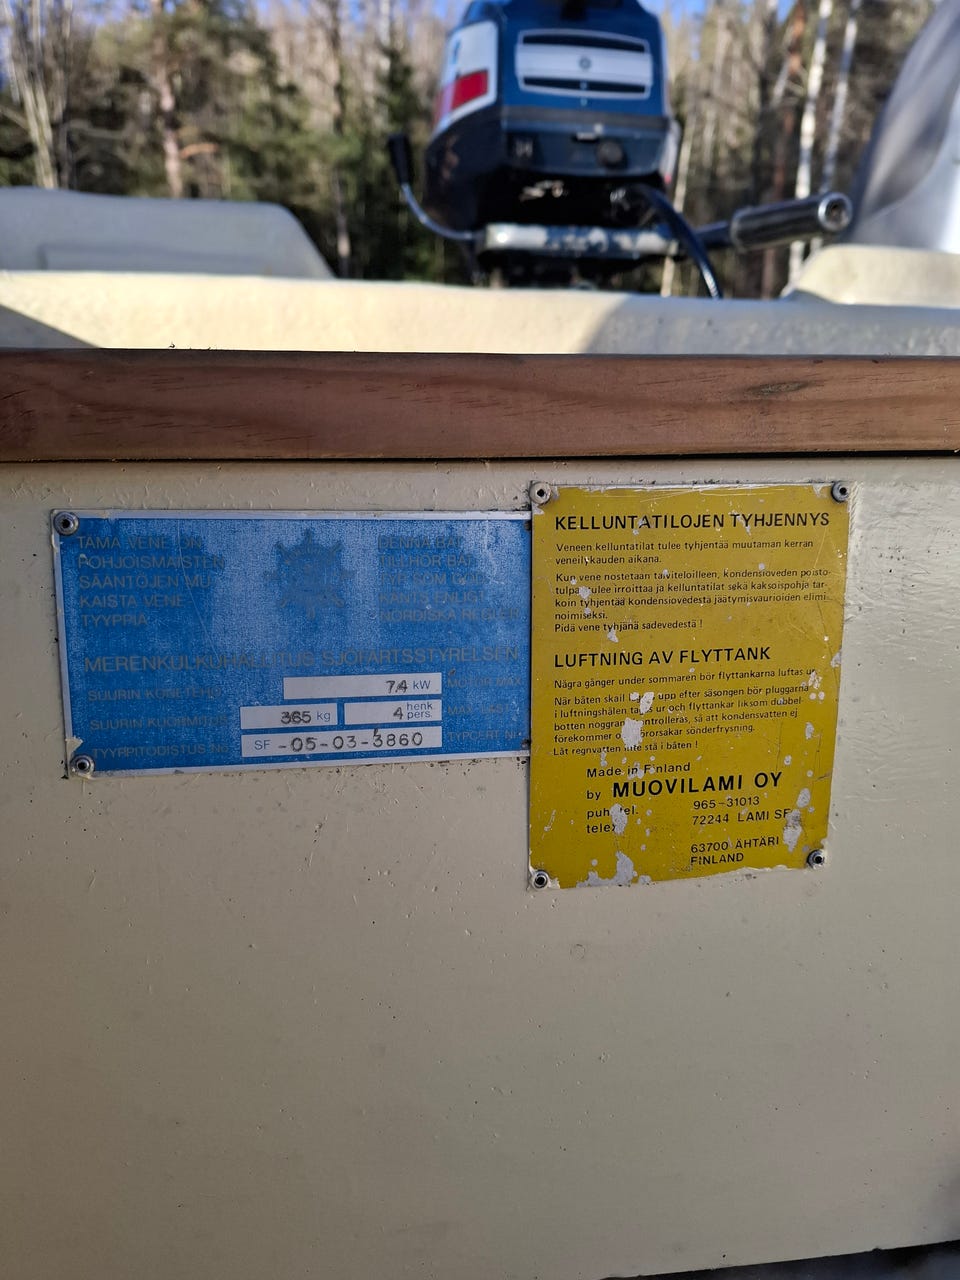 TÄMÄ VENE ON
POHJOISMAISTEN
SÄÄNTÖJEN MU-
KAISTA VENE-
TYYPPIÄ
DENNA BÅT
TILLHÖR BÅT-
TYP SOM GOD-
KÄNTS ENLIGT
NORDISKA REGLER
MERENKULKUHALLITUS SJÖFARTSSTYRELSEN
SUURIN KONETEHO 7.4 kW MOTOR MAX.
SUURIN KUORMITUS 365 kg 4 henk. pers. MAX. LAST
TYYPPITODISTUS No SF -05-03-3860 TYPCERT Nr
KELLUNTATILOJEN TYHJENNYS
Veneen kelluntatilat tulee tyhjentää muutaman kerran
veneilykauden aikana.
Kun vene nostetaan talviteloilleen, kondensioveden poisto-
tulpa tulee irroittaa ja kelluntatilat sekä kaksoispohja tar-
koin tyhjentää kondensiovedestä jäätymisvaurioiden elimi-
noimiseksi.
Pidä vene tyhjänä sadevedestä !
LUFTNING AV FLYTTANK
Några gånger under sommaren bör flyttankarna luftas ur
När båten skall upp efter säsongen bör pluggarna
i luftningshålen tagas ur och flyttankar liksom dubbel-
botten noggrant kontrolleras, så att kondensvatten ej
förekommer o förorsakar sönderfrysning.
Låt regnvatten inte stå i båten !
Made in Finland
by MUOVILAMI OY
puh. tel. 965-31013
telex 72244 LAMI SF
63700 ÄHTÄRI
FINLAND